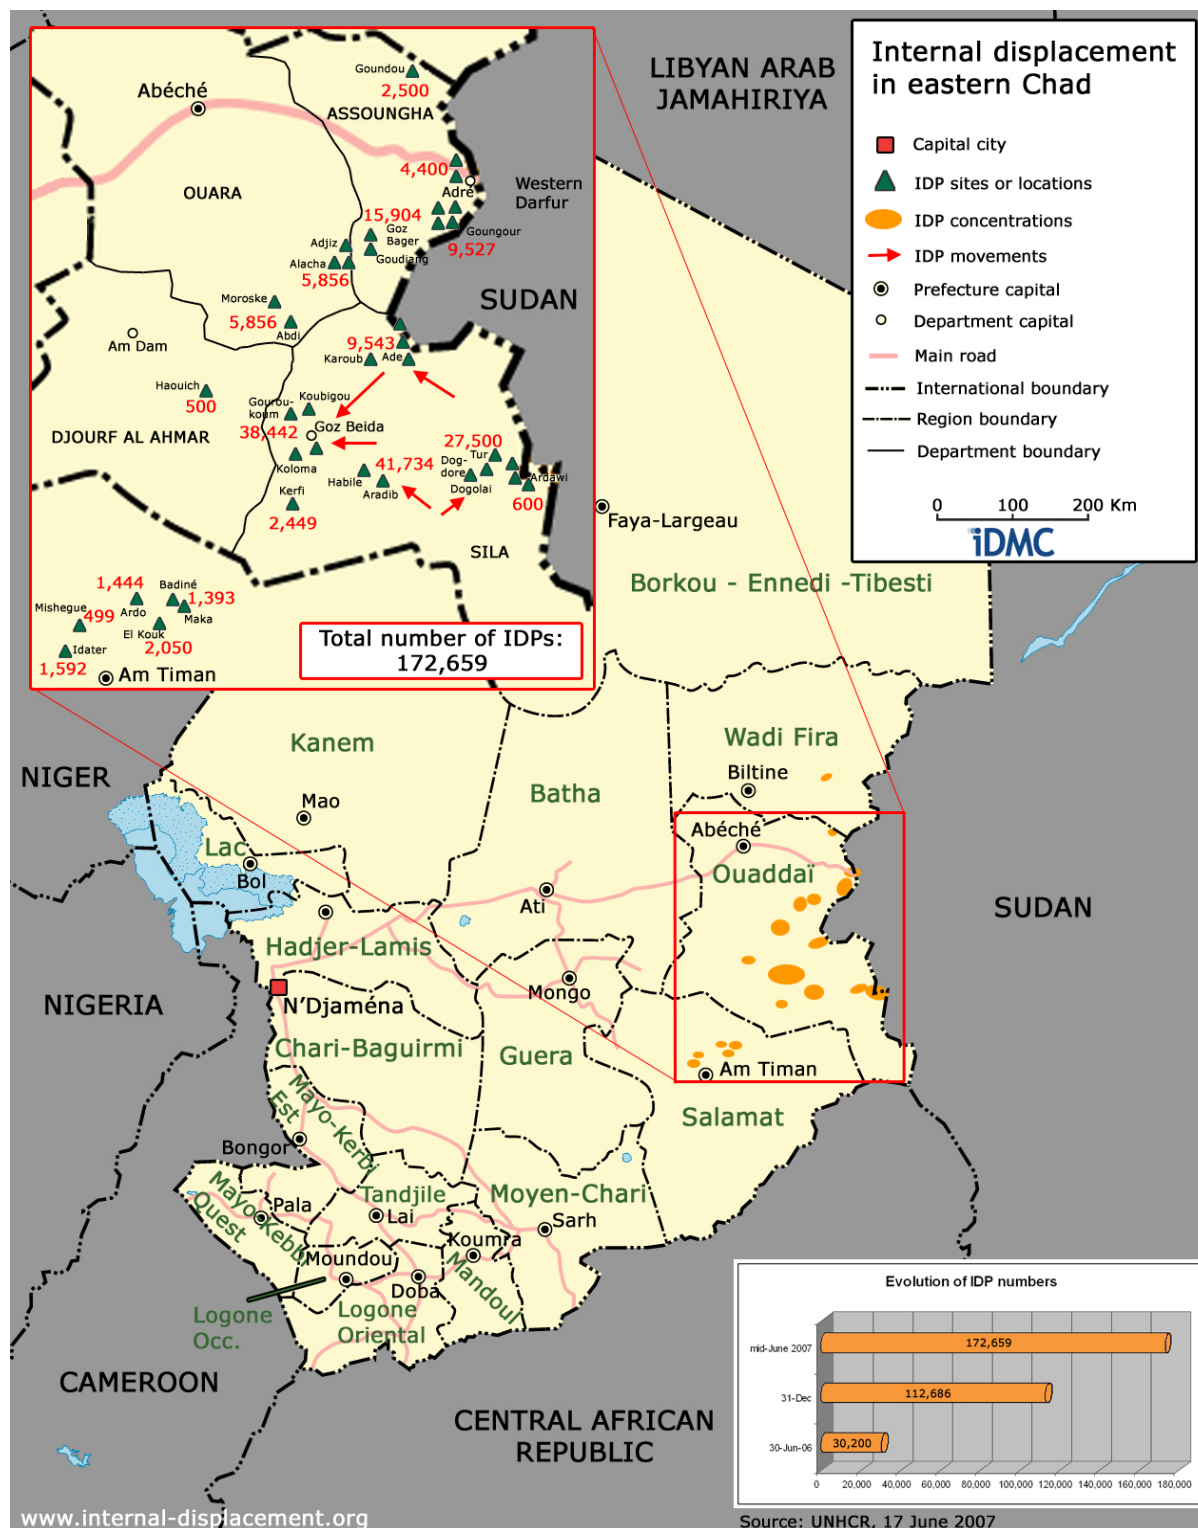 Internal displacement
in eastern Chad
Capital city
IDP sites or locations
IDP concentrations
IDP movements
Prefecture capital
Department capital
Main road
International boundary
Region boundary
Department boundary
0 100 200 Km
iDMC
LIBYAN ARAB
JAMAHIRIYA
Goundou
2,500
Abéché
ASSOUNGHA
4,400
Adré
Western
Darfur
OUARA
15,904
Goz
Bager
Goungour
9,527
Adjiz
Goudiang
Alacha
5,856
SUDAN
Moroske
5,856
Abdi
9,543
Am Dam
Karoub
Ade
Haouich
500
Gourou-
koum
Koubigou
38,442
Goz Beida
DJOURF AL AHMAR
27,500
Tur
Koloma
41,734
Dog-
dore
Habile
Aradib
Dogolai
Ardawi
600
Kerfi
2,449
SILA
1,444
Badiné
1,393
Mishegue
499
Ardo
Maka
El Kouk
2,050
Idater
1,592
Am Timan
Total number of IDPs:
172,659
Faya-Largeau
Borkou - Ennedi -Tibesti
Kanem
Wadi Fira
NIGER
Biltine
Batha
Mao
Abéché
Lac
Bol
Ouaddaï
Ati
SUDAN
Hadjer-Lamis
NIGERIA
N'Djaména
Mongo
Chari-Baguirmi
Guera
Am Timan
Mayo-Kerbi
Est
Salamat
Bongor
Mayo-Kebbi
Quest
Pala
Tandjile
Lai
Moyen-Chari
Sarh
Koumra
Moundou
Doba
Mandoul
Logone
Occ.
Logone
Oriental
CAMEROON
CENTRAL AFRICAN
REPUBLIC
Evolution of IDP numbers
mid-June 2007
172,659
31-Dec
112,686
30-Jun-06
30,200
0 20,000 40,000 60,000 80,000 100,000 120,000 140,000 160,000 180,000
www.internal-displacement.org
Source: UNHCR, 17 June 2007